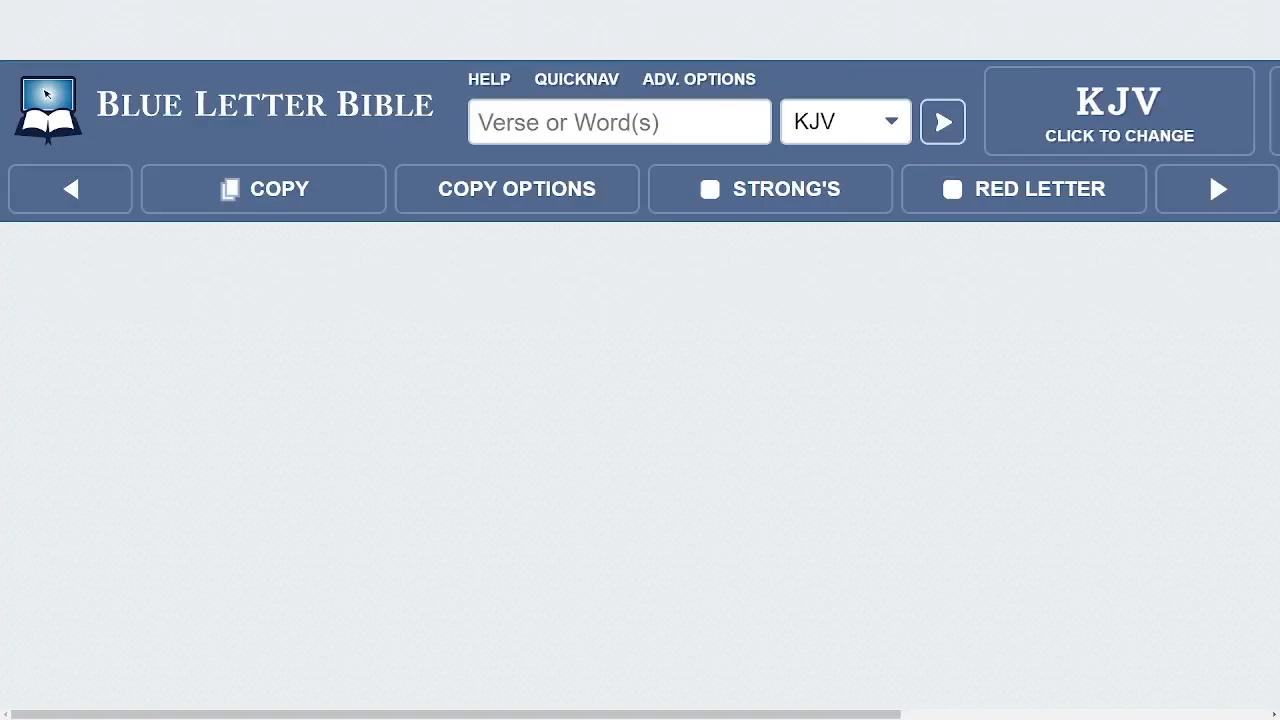 HELP QUICKNAV ADV. OPTIONS
BLUE LETTER BIBLE
Verse or Word(s)
KJV
KJV
CLICK TO CHANGE
COPY
COPY OPTIONS
STRONG'S
RED LETTER